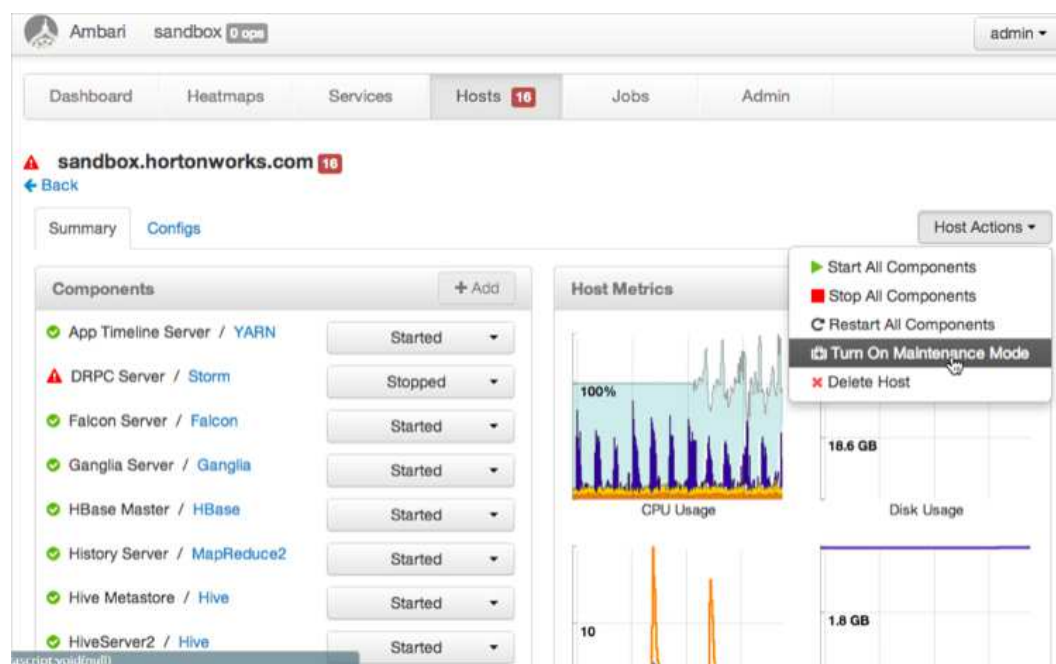 Ambari sandbox 0 ops admin
Dashboard Heatmaps Services Hosts 16 Jobs Admin
sandbox.hortonworks.com 16
Back
Summary Configs Host Actions
Start All Components
Stop All Components
Restart All Components
Turn On Maintenance Mode
Delete Host
Components + Add
App Timeline Server / YARN Started
DRPC Server / Storm Stopped
Falcon Server / Falcon Started
Ganglia Server / Ganglia Started
HBase Master / HBase Started
History Server / MapReduce2 Started
Hive Metastore / Hive Started
HiveServer2 / Hive Started
ascript:void(null)
Host Metrics
100%
CPU Usage
18.6 GB
Disk Usage
10
1.8 GB